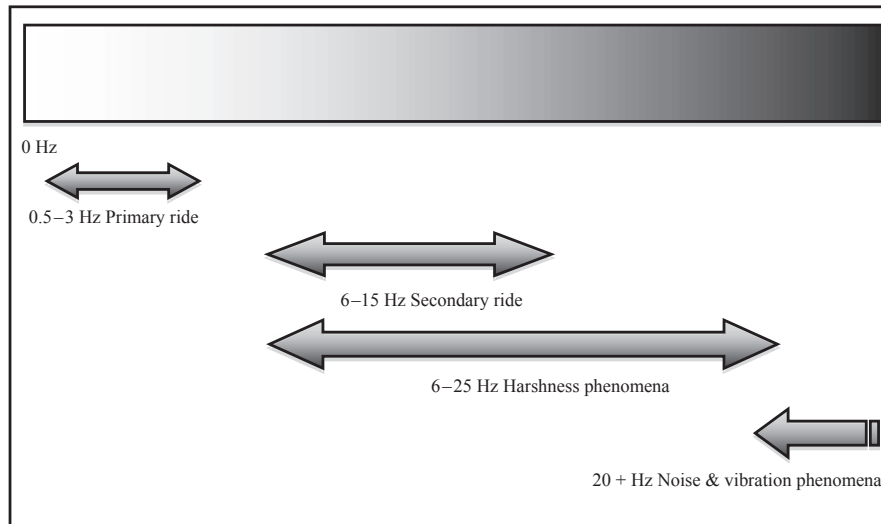 0 Hz
0.5–3 Hz Primary ride
6–15 Hz Secondary ride
6–25 Hz Harshness phenomena
20 + Hz Noise & vibration phenomena